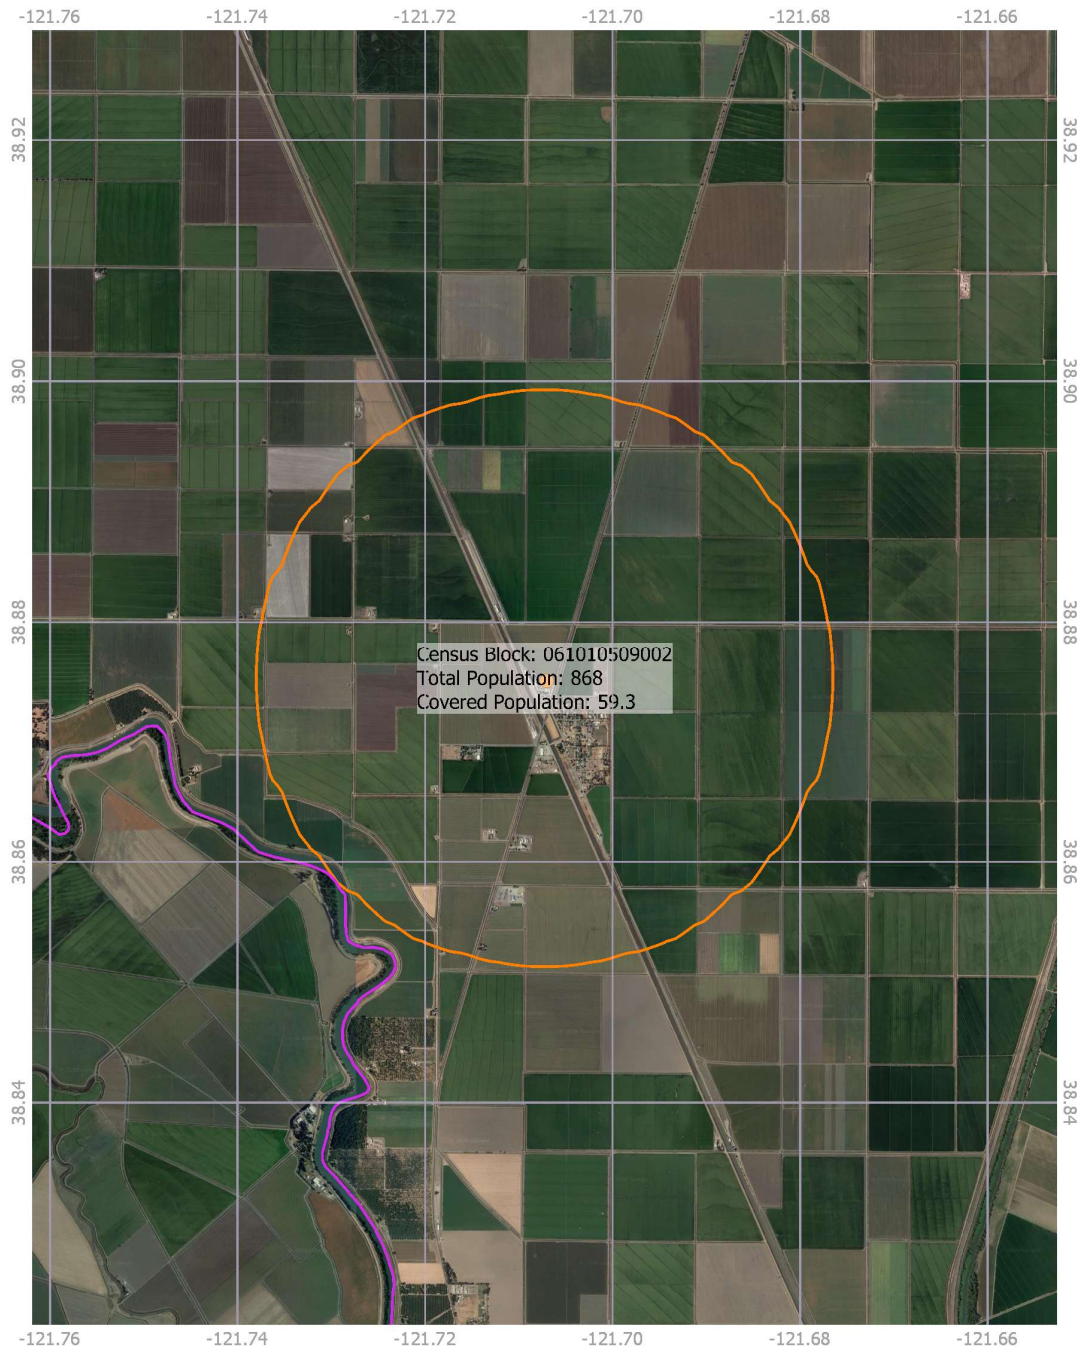 -121.76 -121.74 -121.72 -121.70 -121.68 -121.66
38.92 38.92
38.90 38.90
38.88 38.88
Census Block: 061010509002
Total Population: 868
Covered Population: 59.3
38.86 38.86
38.84 38.84
-121.76 -121.74 -121.72 -121.70 -121.68 -121.66